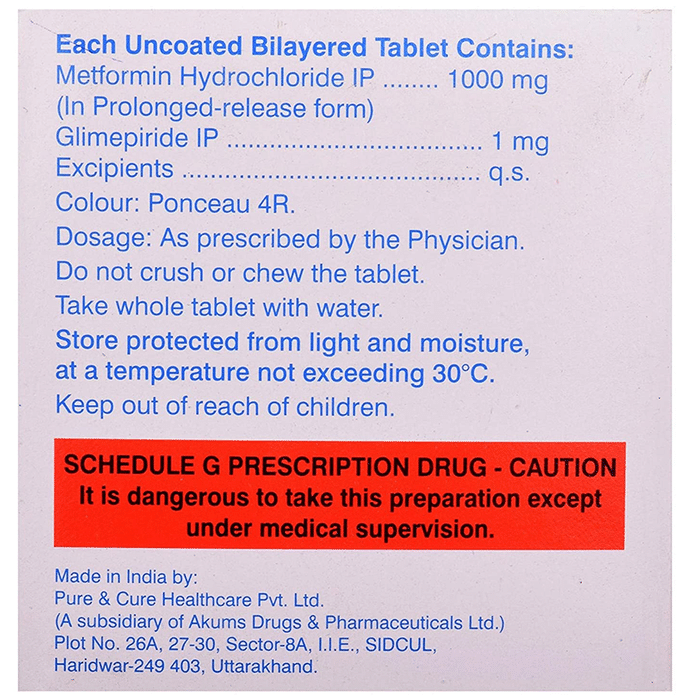 Each Uncoated Bilayered Tablet Contains:
Metformin Hydrochloride IP ........ 1000 mg
(In Prolonged-release form)
Glimepiride IP ................................... 1 mg
Excipients ......................................... q.s.
Colour: Ponceau 4R.
Dosage: As prescribed by the Physician.
Do not crush or chew the tablet.
Take whole tablet with water.
Store protected from light and moisture,
at a temperature not exceeding 30°C.
Keep out of reach of children.
SCHEDULE G PRESCRIPTION DRUG - CAUTION
It is dangerous to take this preparation except
under medical supervision.
Made in India by:
Pure & Cure Healthcare Pvt. Ltd.
(A subsidiary of Akums Drugs & Pharmaceuticals Ltd.)
Plot No. 26A, 27-30, Sector-8A, I.I.E., SIDCUL,
Haridwar-249 403, Uttarakhand.